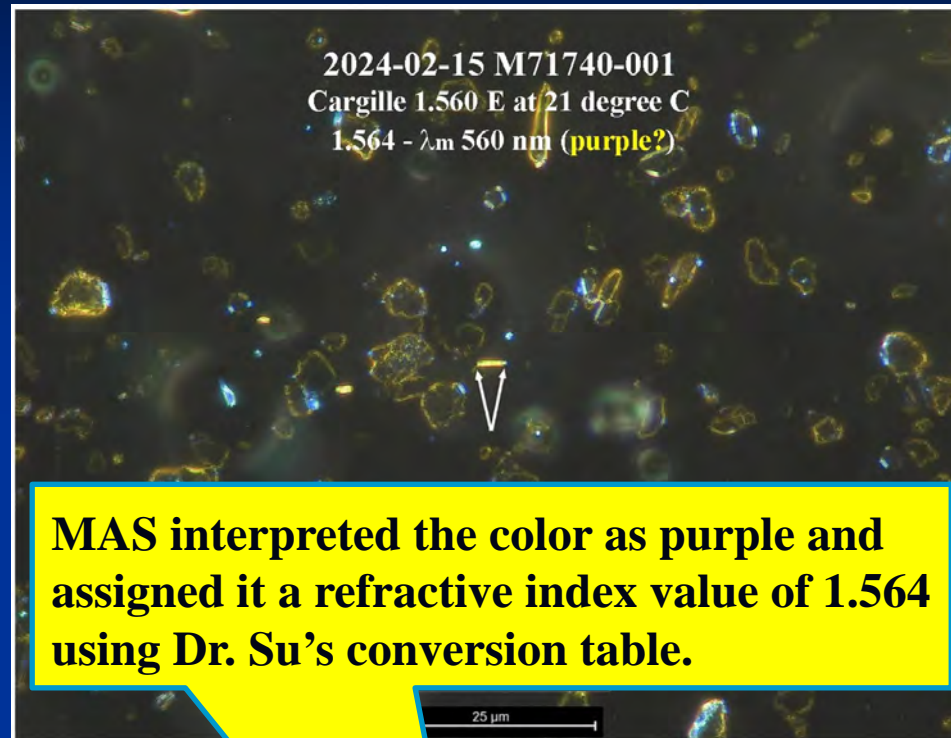 2024-02-15 M71740-001
Cargille 1.560 E at 21 degree C
1.564 - λm 560 nm (purple?)
MAS interpreted the color as purple and
assigned it a refractive index value of 1.564
using Dr. Su’s conversion table.
25 µm